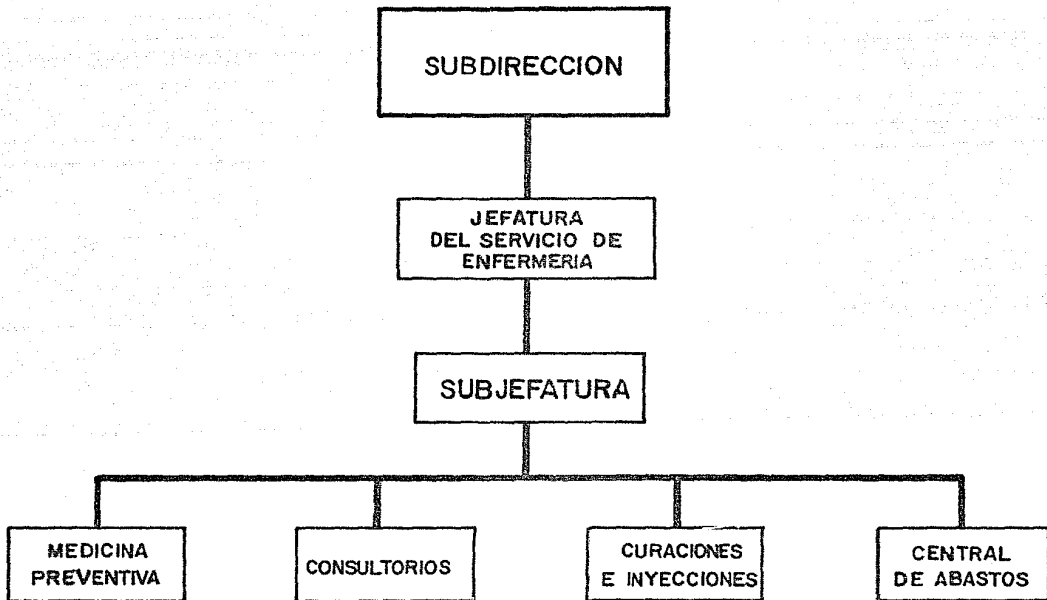 SUBDIRECCION
JEFATURA
DEL SERVICIO DE
ENFERMERIA
SUBJEFATURA
MEDICINA
PREVENTIVA
CONSULTORIOS
CURACIONES
E INYECCIONES
CENTRAL
DE ABASTOS